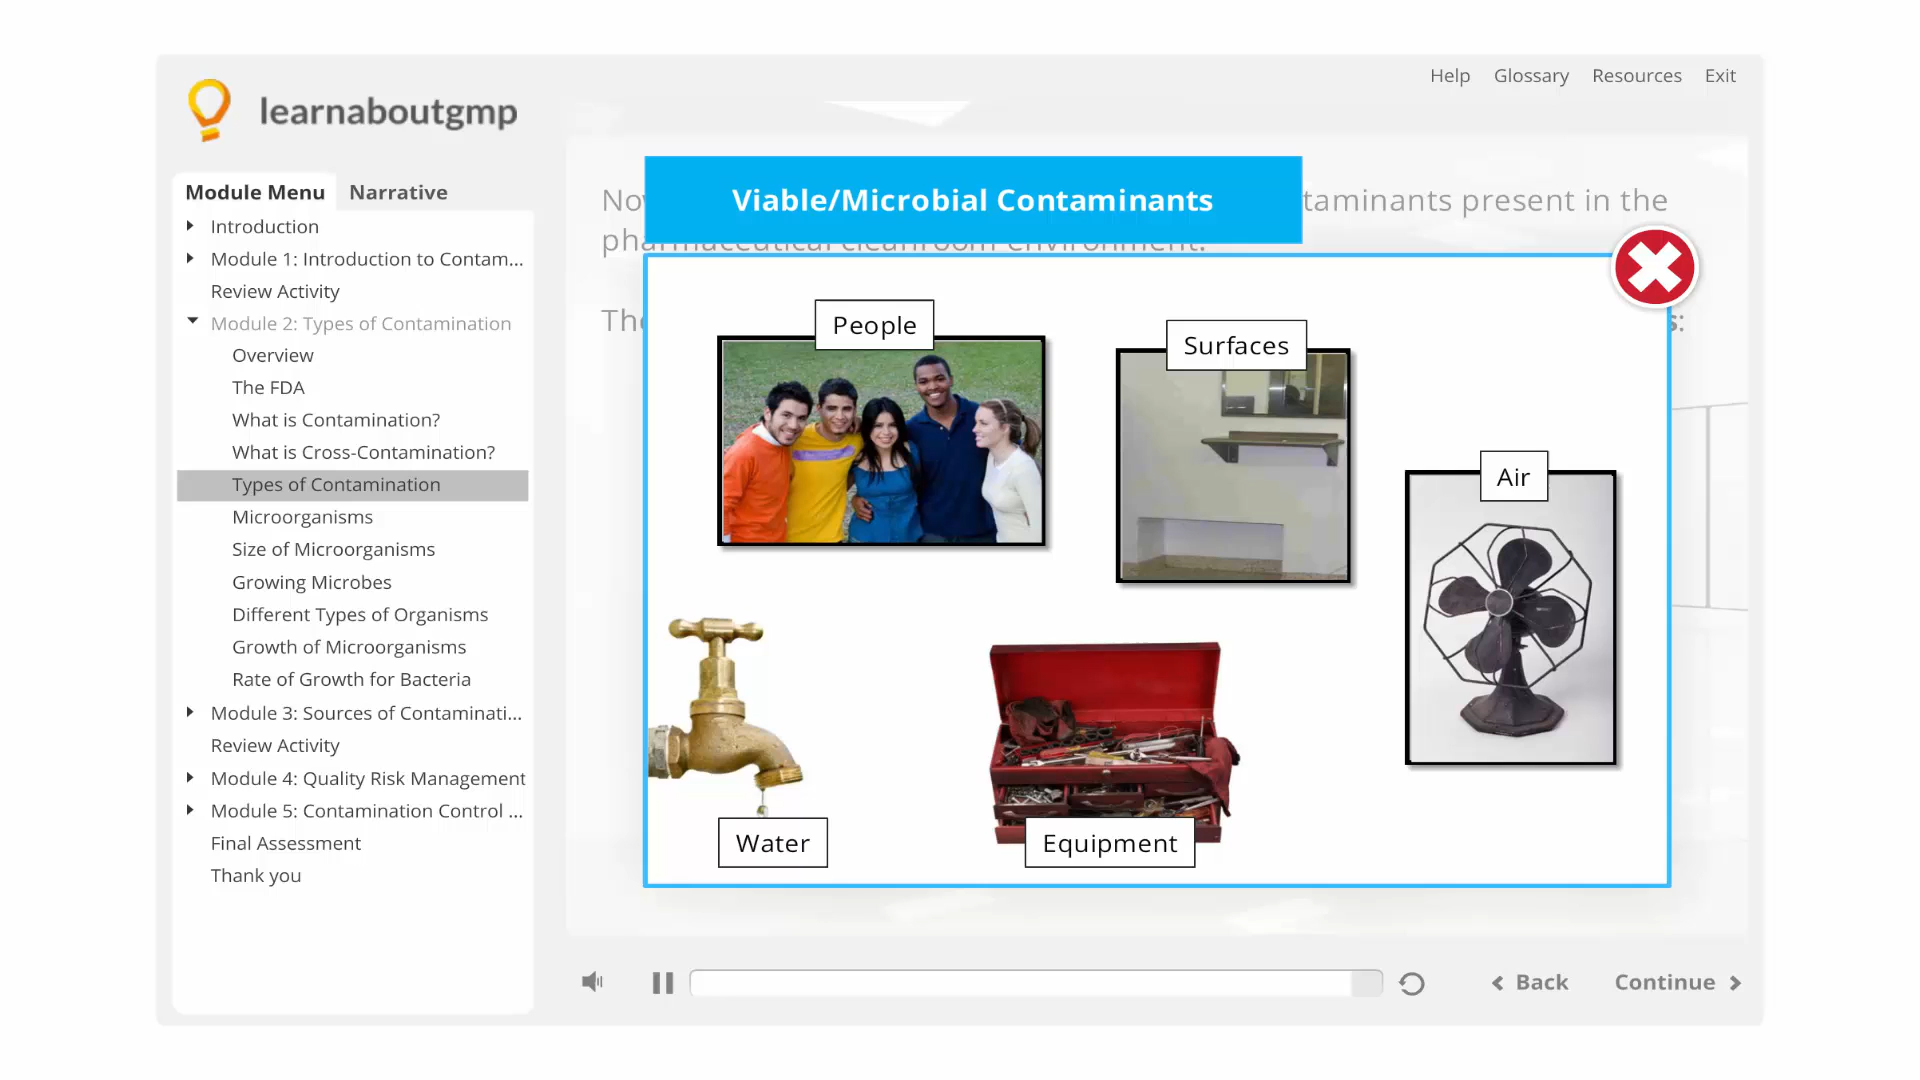 Help Glossary Resources Exit
learnaboutgmp
Module Menu Narrative
Introduction
Module 1: Introduction to Contam...
Review Activity
Module 2: Types of Contamination
Overview
The FDA
What is Contamination?
What is Cross-Contamination?
Types of Contamination
Microorganisms
Size of Microorganisms
Growing Microbes
Different Types of Organisms
Growth of Microorganisms
Rate of Growth for Bacteria
Module 3: Sources of Contaminati...
Review Activity
Module 4: Quality Risk Management
Module 5: Contamination Control ...
Final Assessment
Thank you
Viable/Microbial Contaminants
present in the
pharmaceutical cleanroom environment.
People
Surfaces
Air
Water
Equipment
Back Continue